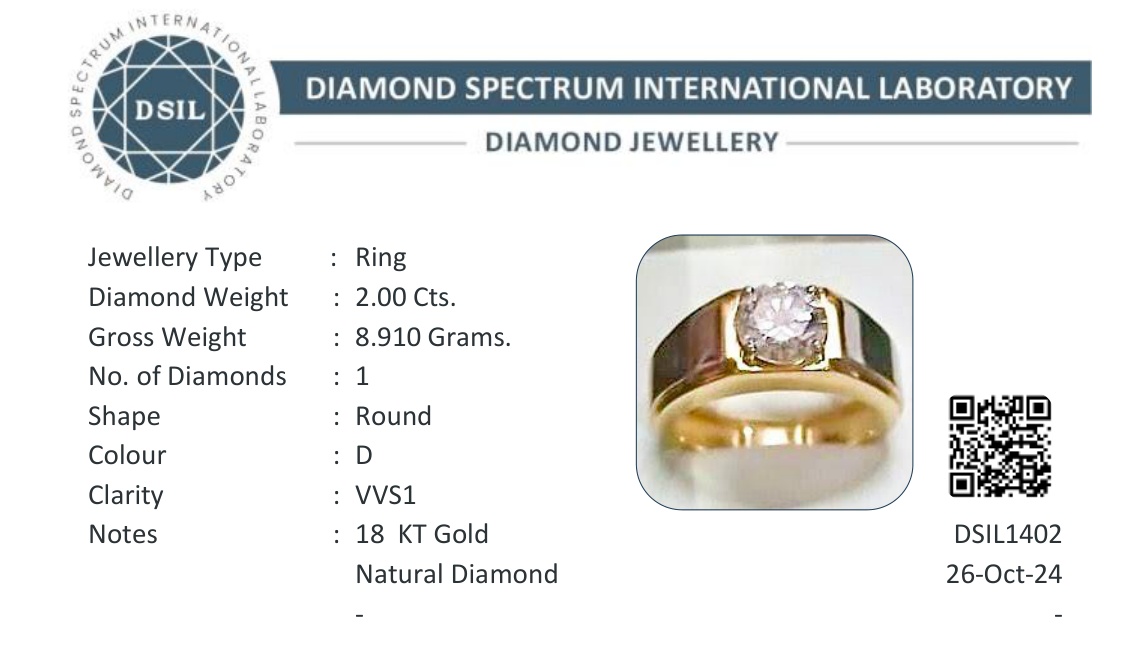 DIAMOND SPECTRUM INTERNATIONAL LABORATORY
DSIL
DIAMOND SPECTRUM INTERNATIONAL LABORATORY
DIAMOND JEWELLERY
Jewellery Type : Ring
Diamond Weight : 2.00 Cts.
Gross Weight : 8.910 Grams.
No. of Diamonds : 1
Shape : Round
Colour : D
Clarity : VVS1
Notes : 18 KT Gold
DSIL1402
Natural Diamond
26-Oct-24
-
-